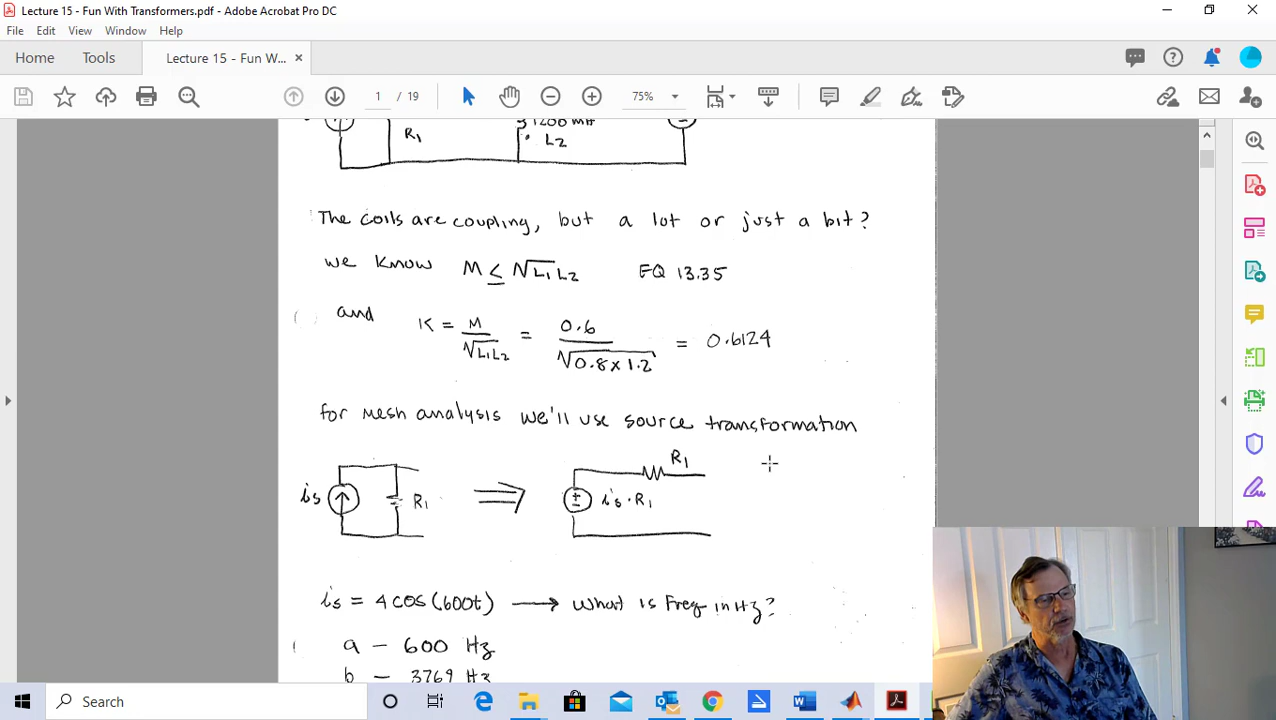 Lecture 15 - Fun With Transformers.pdf - Adobe Acrobat Pro DC
File Edit View Window Help
Home Tools Lecture 15 - Fun W... ×
1 / 19 75%
R1
1200 mH
L2
The coils are coupling, but a lot or just a bit?
we know M ≤ √L1L2 EQ 13.35
and K = M/√L1L2 = 0.6/√0.8x1.2 = 0.6124
for mesh analysis we'll use source transformation
is R1 ⇒ is·R1 R1
is = 4cos(600t) → What is Freq in Hz?
a - 600 Hz
b - 3769 Hz
Search